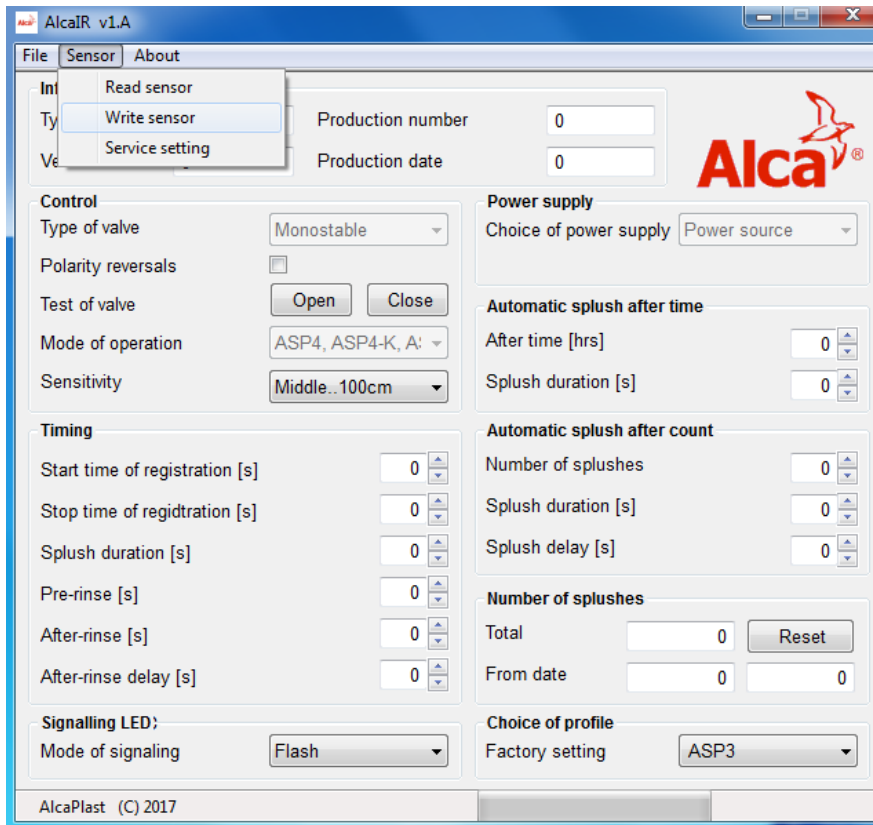 Alca AlcaIR v1.A
File Sensor About
Read sensor
Write sensor
Service setting
Inf
Ty
Production number 0
Ve
Production date 0
Alca ®
Control
Type of valve Monostable
Polarity reversals
Test of valve Open Close
Mode of operation ASP4, ASP4-K, A
Sensitivity Middle..100cm
Power supply
Choice of power supply Power source
Automatic splush after time
After time [hrs] 0
Splush duration [s] 0
Timing
Start time of registration [s] 0
Stop time of regidtration [s] 0
Splush duration [s] 0
Pre-rinse [s] 0
After-rinse [s] 0
After-rinse delay [s] 0
Automatic splush after count
Number of splushes 0
Splush duration [s] 0
Splush delay [s] 0
Number of splushes
Total 0 Reset
From date 0 0
Signalling LED
Mode of signaling Flash
Choice of profile
Factory setting ASP3
AlcaPlast (C) 2017